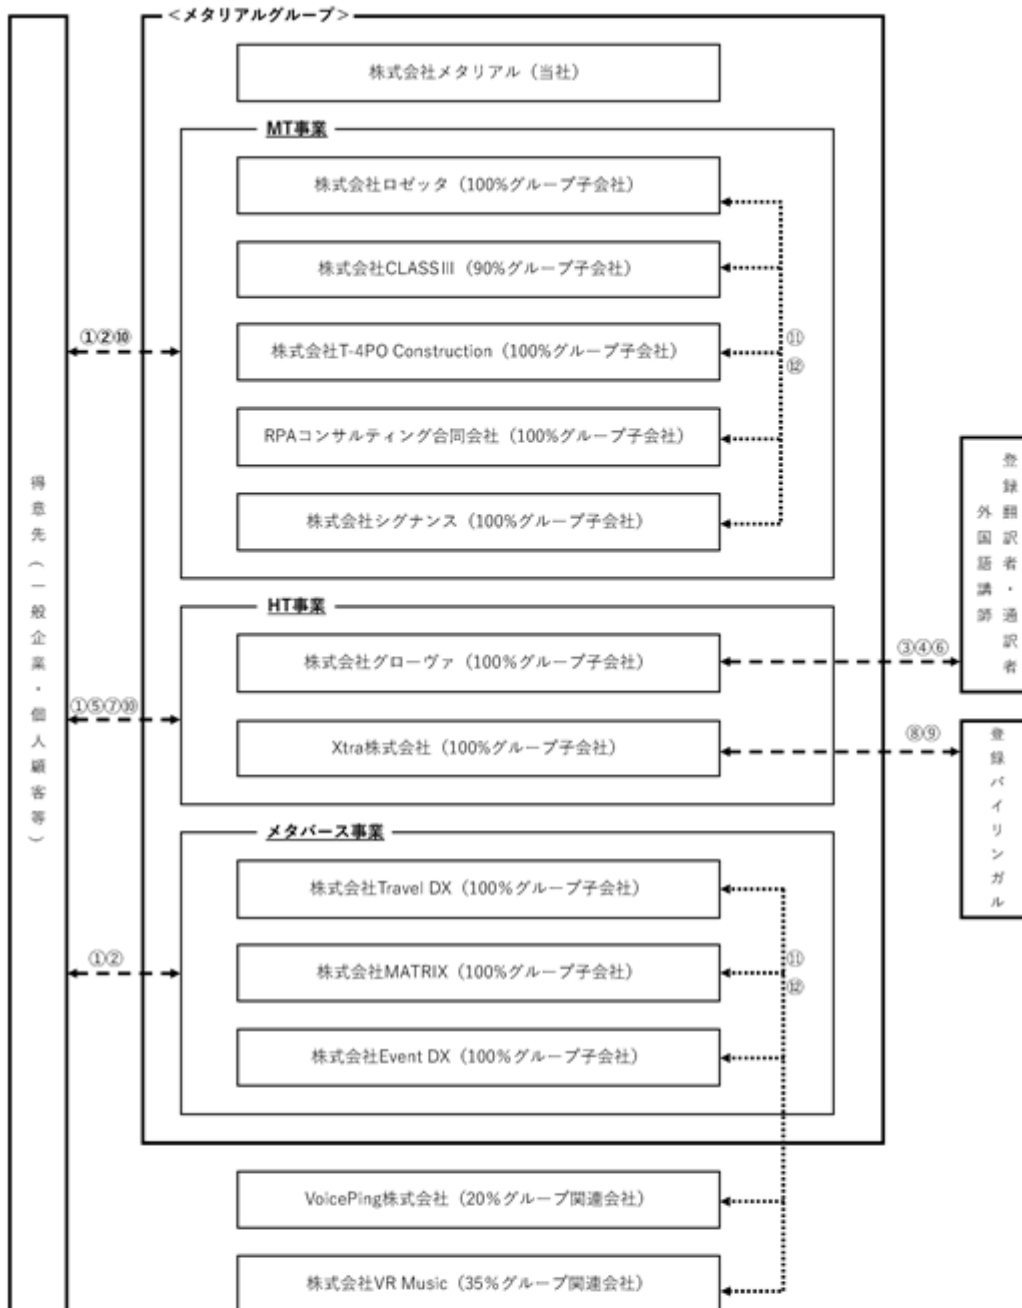 <メタリアルグループ>
株式会社メタリアル（当社）
MT事業
株式会社ロゼッタ（100%グループ子会社）
株式会社CLASSIII（90%グループ子会社）
①②⑩
株式会社T-4PO Construction（100%グループ子会社）
⑪
⑫
RPAコンサルティング合同会社（100%グループ子会社）
株式会社シグナンス（100%グループ子会社）
得意先（一般企業・個人顧客等）
登録翻訳者・通訳者
外国語講師
HT事業
株式会社グローヴァ（100%グループ子会社）
③④⑥
①⑤⑦⑩
Xtra株式会社（100%グループ子会社）
⑧⑨
登録バイリンガル
メタバース事業
株式会社Travel DX（100%グループ子会社）
①②
株式会社MATRIX（100%グループ子会社）
⑪
⑫
株式会社Event DX（100%グループ子会社）
VoicePing株式会社（20%グループ関連会社）
株式会社VR Music（35%グループ関連会社）